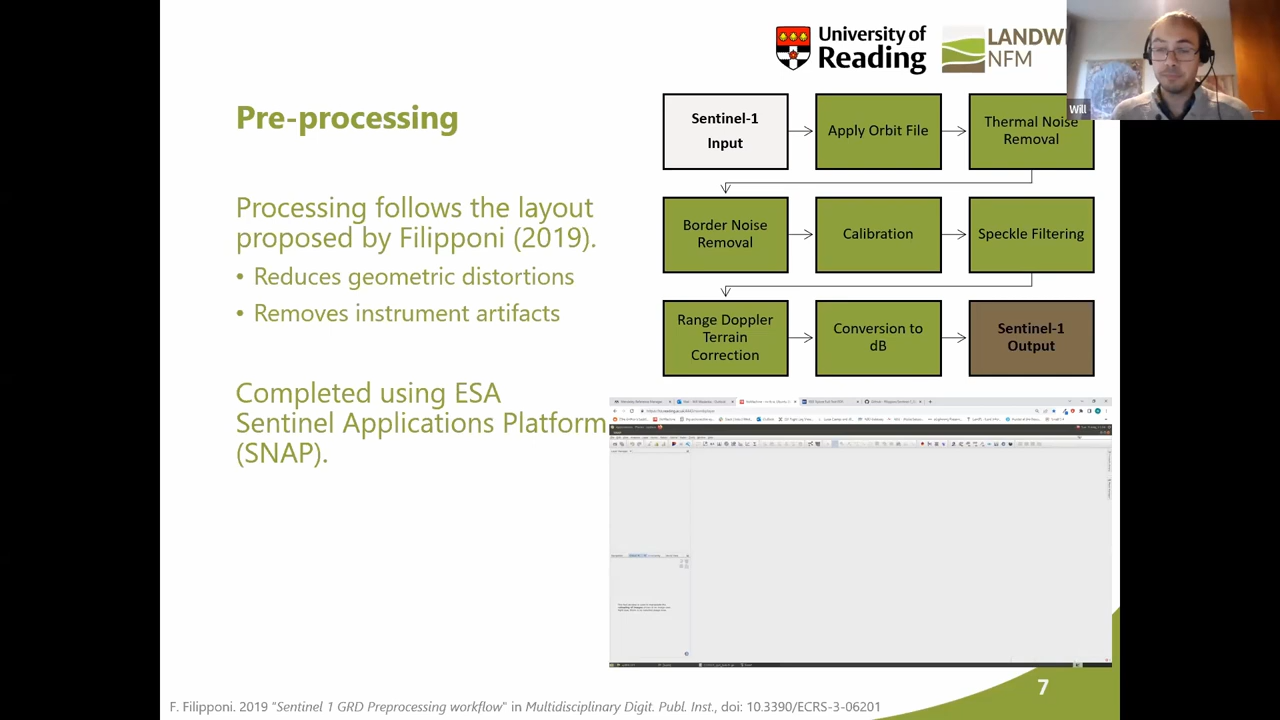 University of
Reading
LANDW
NFM
Will
Pre-processing
Sentinel-1
Input
Apply Orbit File
Thermal Noise
Removal
Border Noise
Removal
Calibration
Speckle Filtering
Range Doppler
Terrain
Correction
Conversion to
dB
Sentinel-1
Output
Processing follows the layout
proposed by Filipponi (2019).
• Reduces geometric distortions
• Removes instrument artifacts
Completed using ESA
Sentinel Applications Platform
(SNAP).
7
F. Filipponi. 2019 "Sentinel 1 GRD Preprocessing workflow" in Multidisciplinary Digit. Publ. Inst., doi: 10.3390/ECRS-3-06201